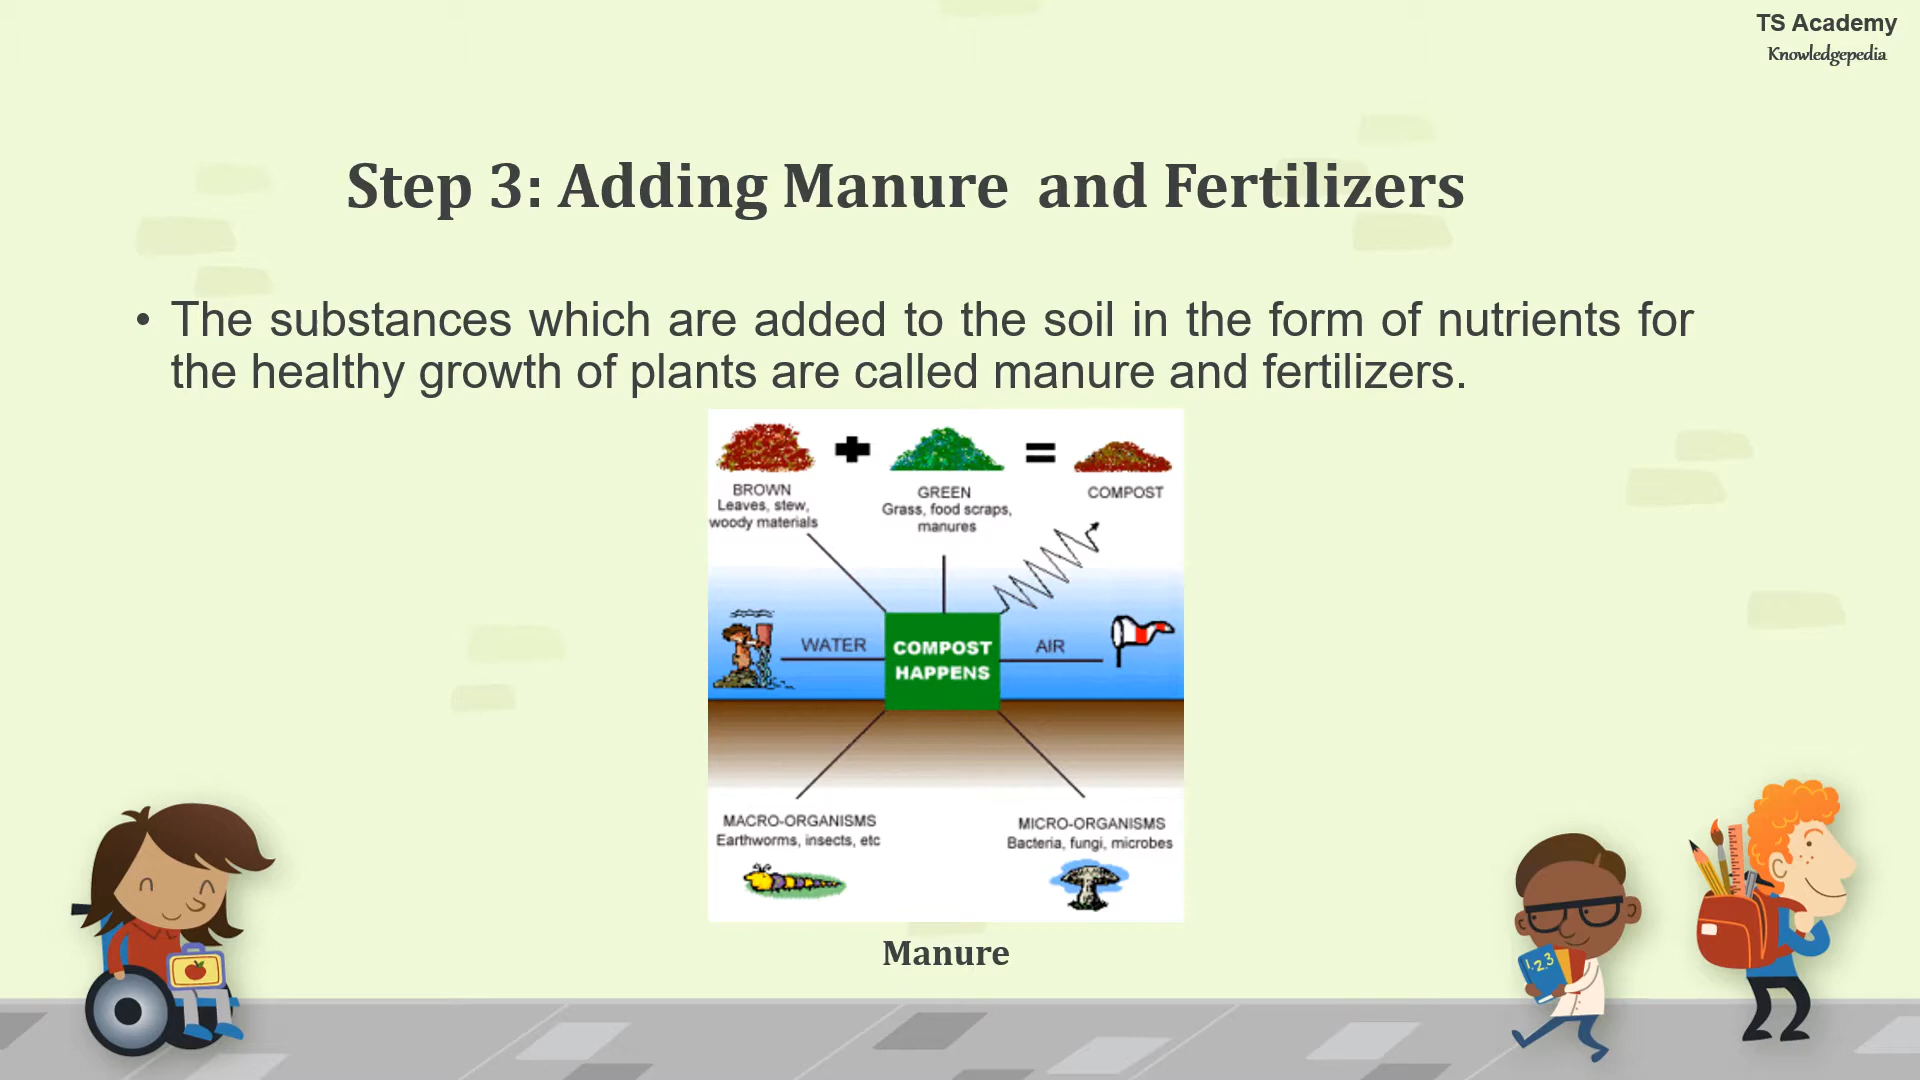 TS Academy
Knowledgepedia
Step 3: Adding Manure and Fertilizers
• The substances which are added to the soil in the form of nutrients for
the healthy growth of plants are called manure and fertilizers.
BROWN
Leaves, stew,
woody materials
GREEN
Grass, food scraps,
manures
COMPOST
WATER
COMPOST
HAPPENS
AIR
MACRO-ORGANISMS
Earthworms, insects, etc
MICRO-ORGANISMS
Bacteria, fungi, microbes
Manure
1.2.3